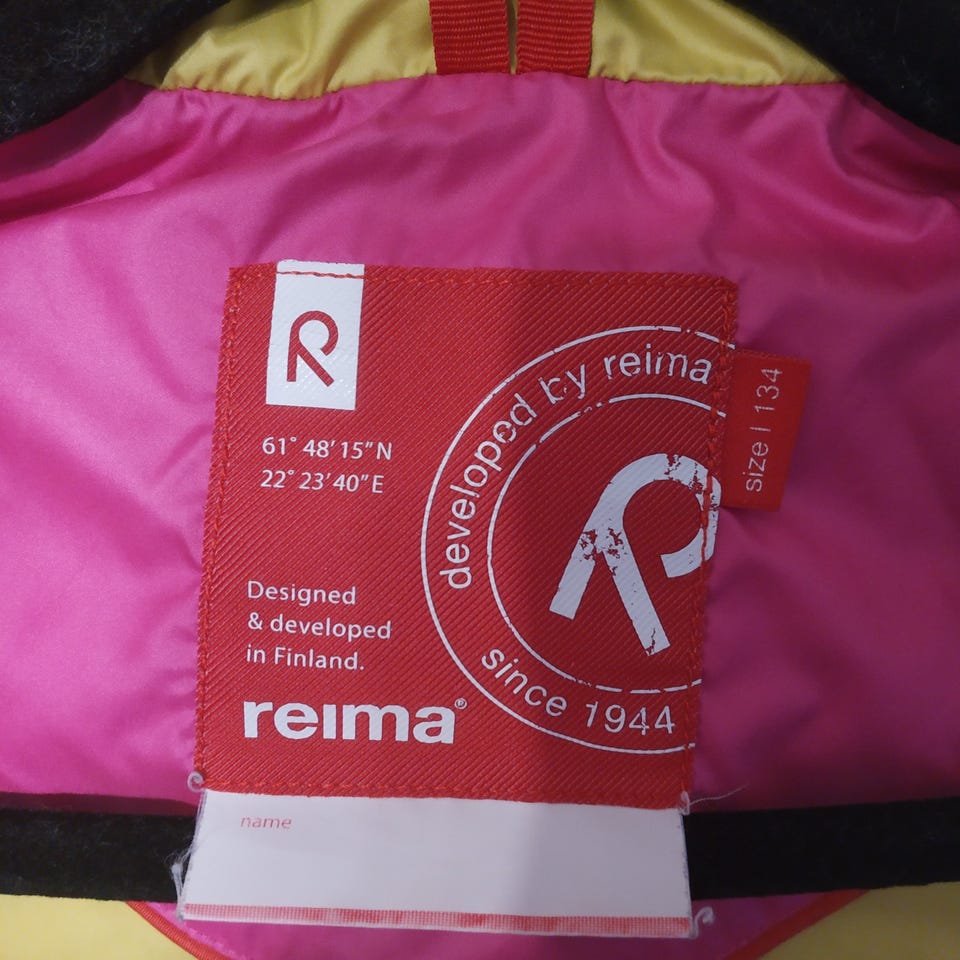 R
61° 48' 15" N
22° 23' 40" E
developed by reima
since 1944
R
size | 134
Designed
& developed
in Finland.
reima®
name